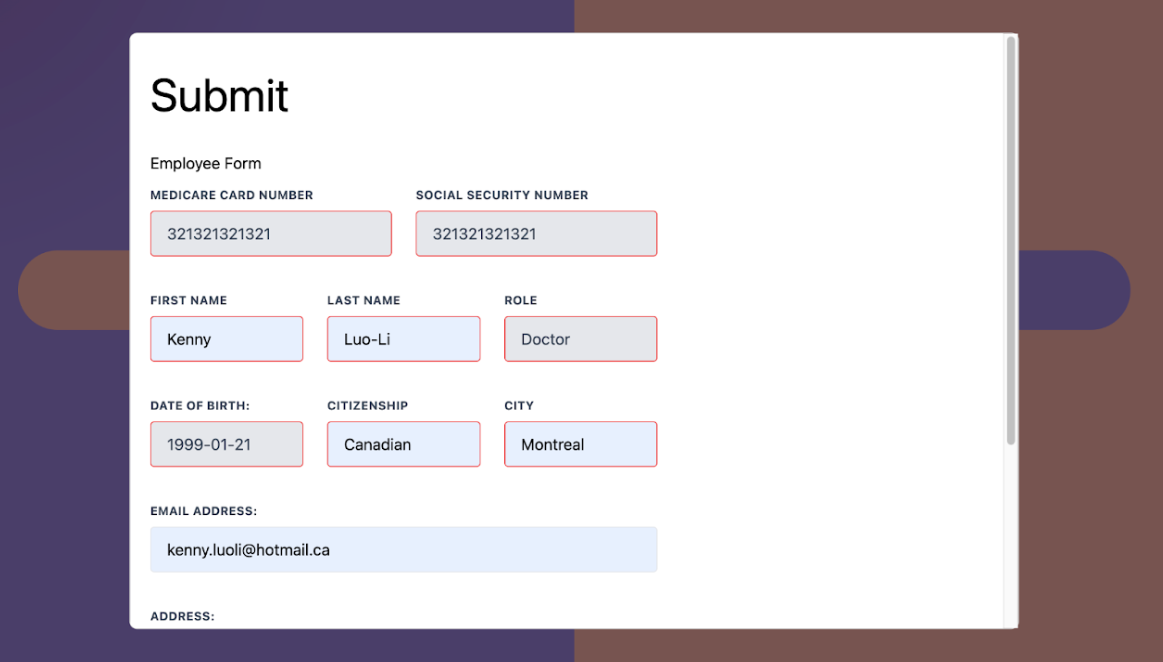 Submit
Employee Form
MEDICARE CARD NUMBER SOCIAL SECURITY NUMBER
321321321321 321321321321
FIRST NAME LAST NAME ROLE
Kenny Luo-Li Doctor
DATE OF BIRTH: CITIZENSHIP CITY
1999-01-21 Canadian Montreal
EMAIL ADDRESS:
kenny.luoli@hotmail.ca
ADDRESS: